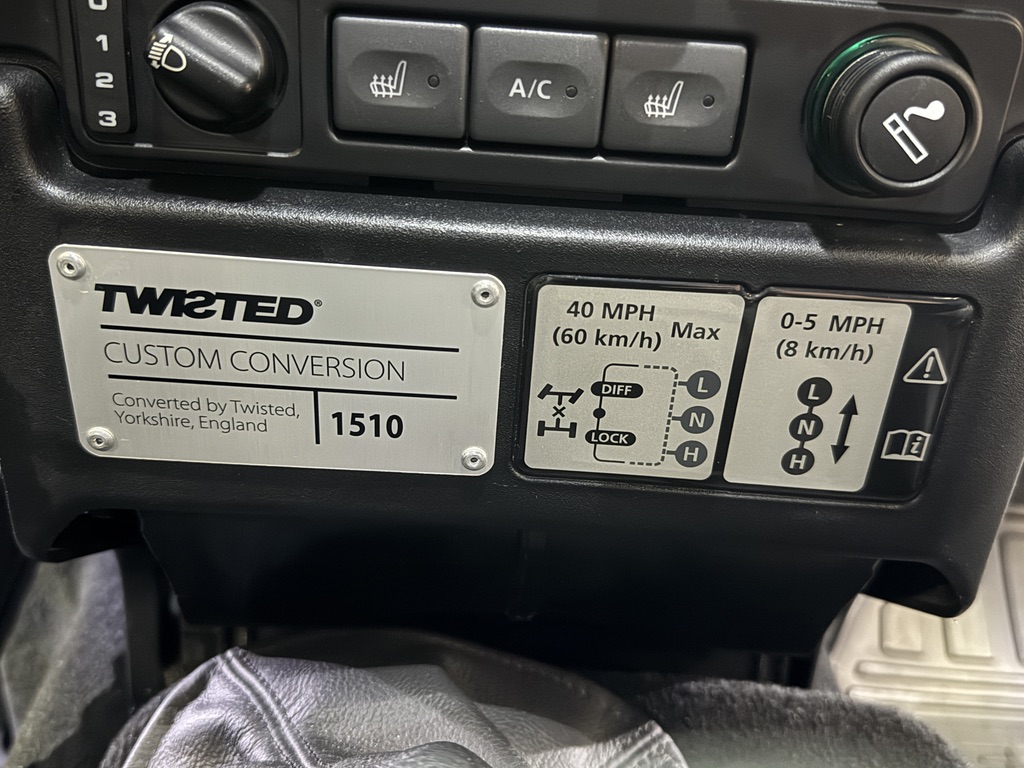 0
1
2
3
A/C
TWISTED®
CUSTOM CONVERSION
Converted by Twisted,
Yorkshire, England
1510
40 MPH
(60 km/h) Max
DIFF
LOCK
L
N
H
0-5 MPH
(8 km/h)
L
N
H